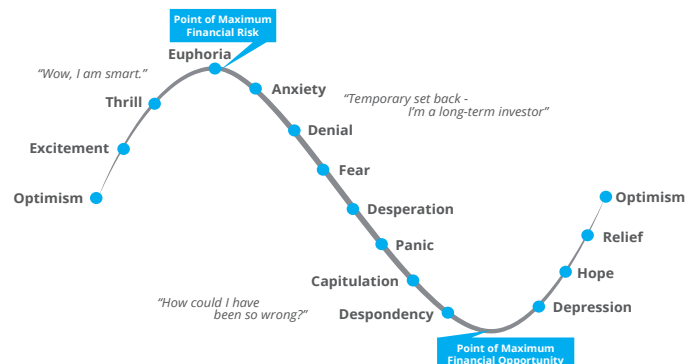 Point of Maximum
Financial Risk
Euphoria
“Wow, I am smart.”
Thrill
Anxiety
“Temporary set back -
I’m a long-term investor”
Denial
Excitement
Fear
Optimism
Optimism
Desperation
Relief
Panic
Hope
Capitulation
“How could I have
been so wrong?”
Despondency
Depression
Point of Maximum
Financial Opportunity